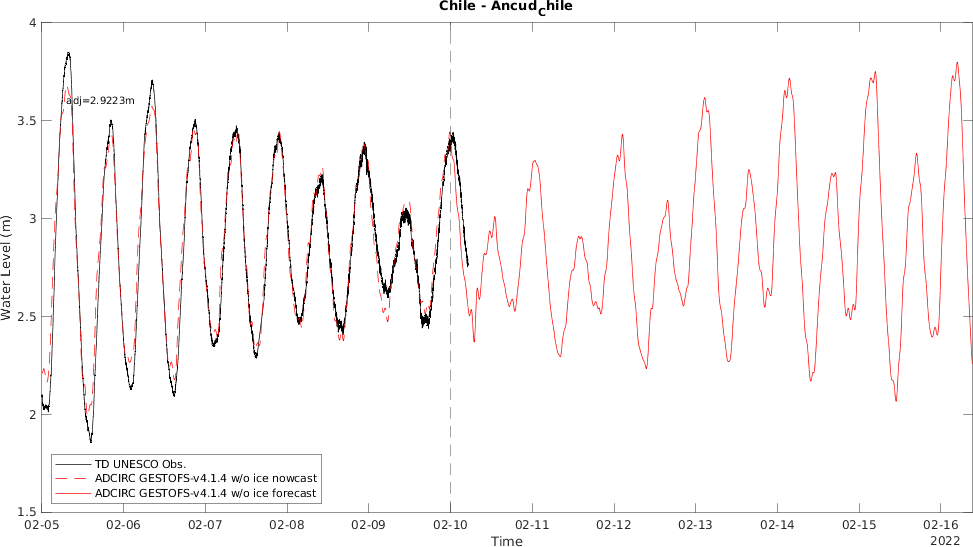 Chile - AncudChile
4
3.5
3
2.5
2
1.5
Water Level (m)
adj=2.9223m
TD UNESCO Obs.
ADCIRC GESTOFS-v4.1.4 w/o ice nowcast
ADCIRC GESTOFS-v4.1.4 w/o ice forecast
02-05 02-06 02-07 02-08 02-09 02-10 02-11 02-12 02-13 02-14 02-15 02-16
Time
2022